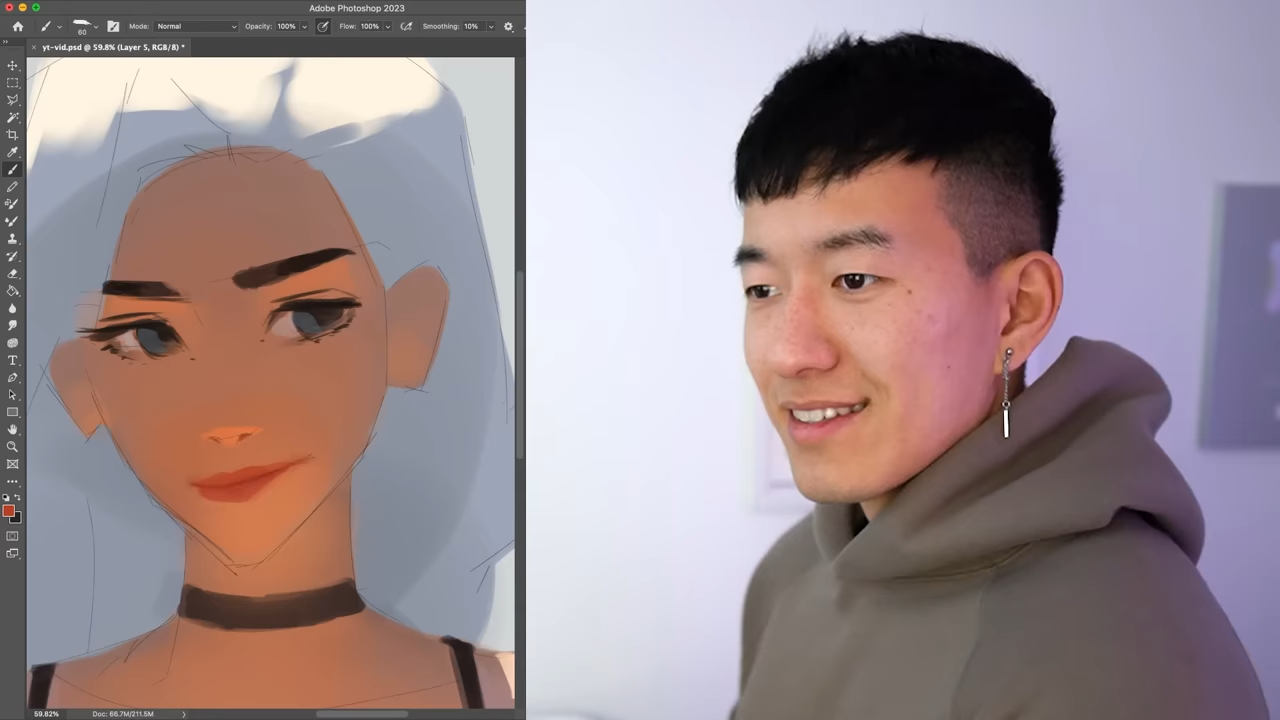 Adobe Photoshop 2023
60
Mode: Normal
Opacity: 100%
Flow: 100%
Smoothing: 10%
yt-vid.psd @ 59.8% (Layer 5, RGB/8) *
59.82%
Doc: 66.7M/211.5M